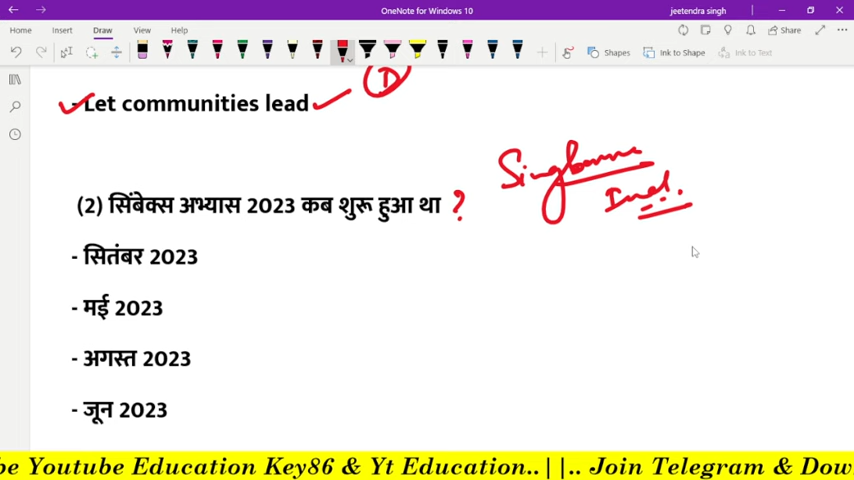 OneNote for Windows 10
jeetendra singh
Home Insert Draw View Help
Share
Shapes Ink to Shape Ink to Text
D
- Let communities lead
Singapore
Ind.
(2) सिंबेक्स अभ्यास 2023 कब शुरू हुआ था ?
- सितंबर 2023
- मई 2023
- अगस्त 2023
- जून 2023
be Youtube Education Key86 & Yt Education..||.. Join Telegram & Dow